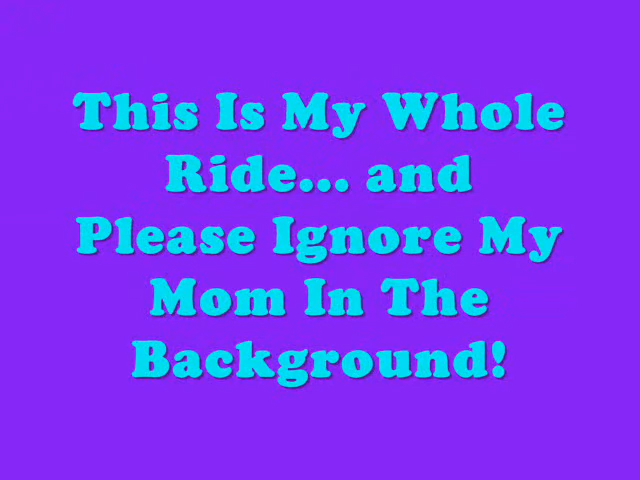 This Is My Whole
Ride... and
Please Ignore My
Mom In The
Background!